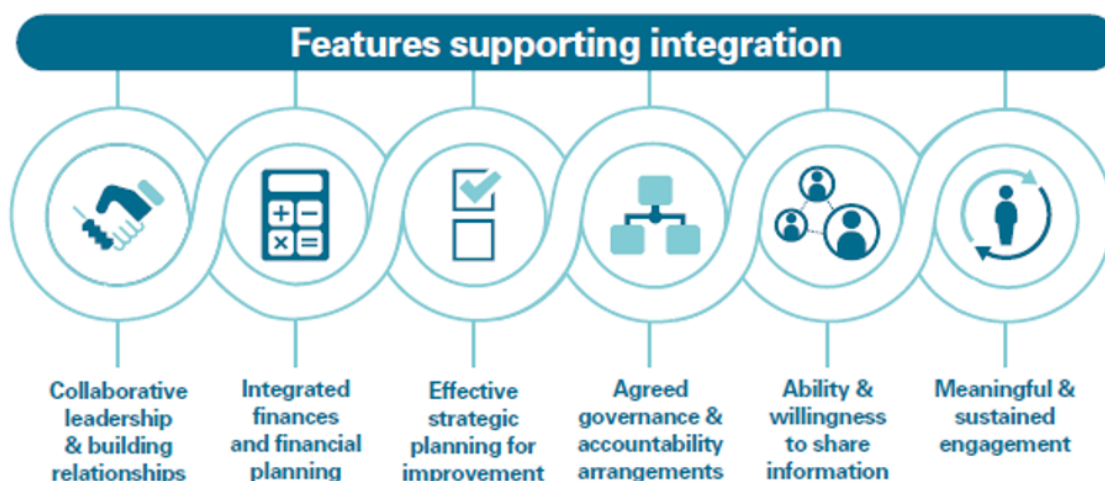 Features supporting integration
Collaborative
leadership
& building
relationships
Integrated
finances
and financial
planning
Effective
strategic
planning for
improvement
Agreed
governance &
accountability
arrangements
Ability &
willingness
to share
information
Meaningful &
sustained
engagement